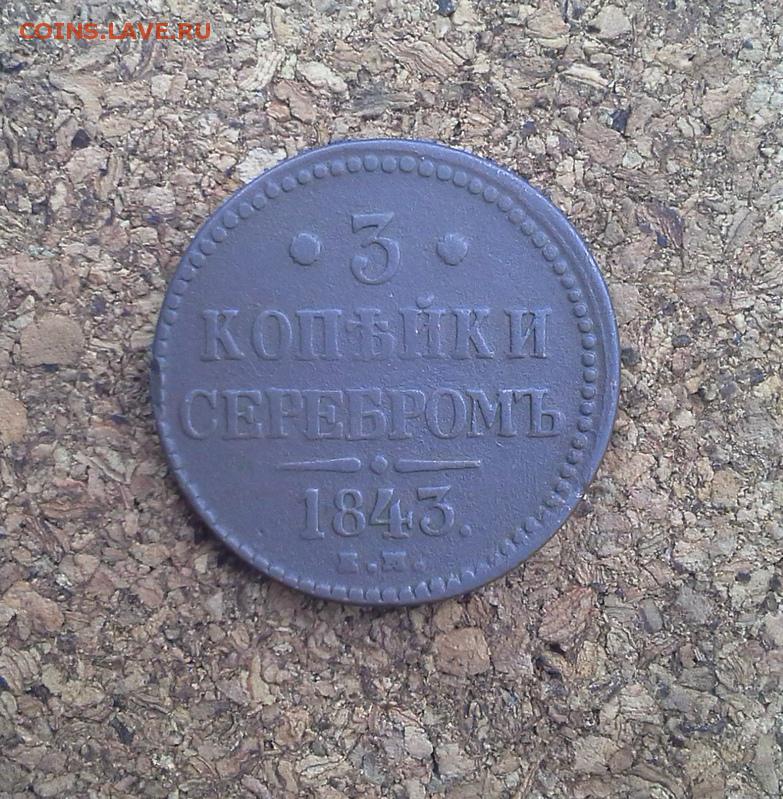 COINS.LAVE.RU
• 3 •
КОПѢЙКИ
СЕРЕБРОМЪ
1843.
Е.М.